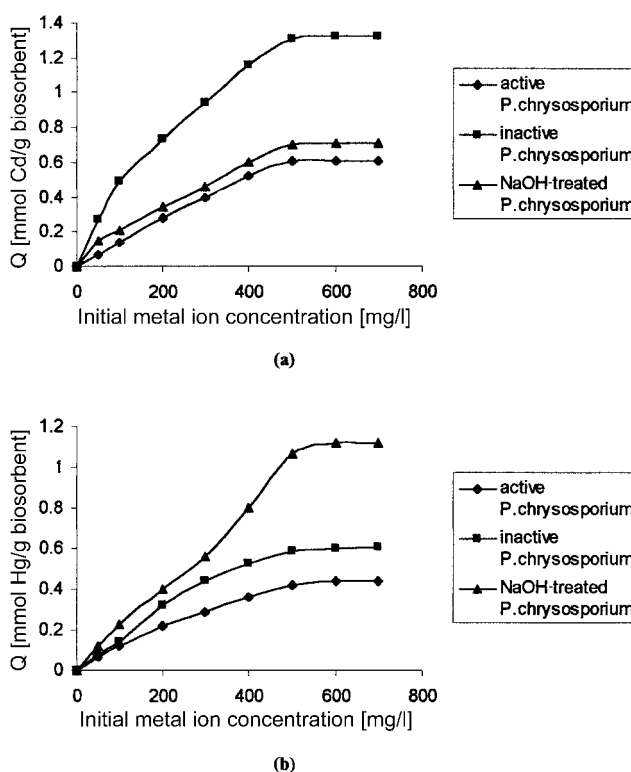 1.4
1.2
1
0.8
0.6
0.4
0.2
0
Q [mmol Cd/g biosorbent]
0 200 400 600 800
Initial metal ion concentration [mg/l]
active
P.chrysosporium
inactive
P.chrysosporium
NaOH-treated
P.chrysosporium
(a)
1.2
1
0.8
0.6
0.4
0.2
0
Q [mmol Hg/g biosorbent]
0 200 400 600 800
Initial metal ion concentration [mg/l]
active
P.chrysosporium
inactive
P.chrysosporium
NaOH-treated
P.chrysosporium
(b)